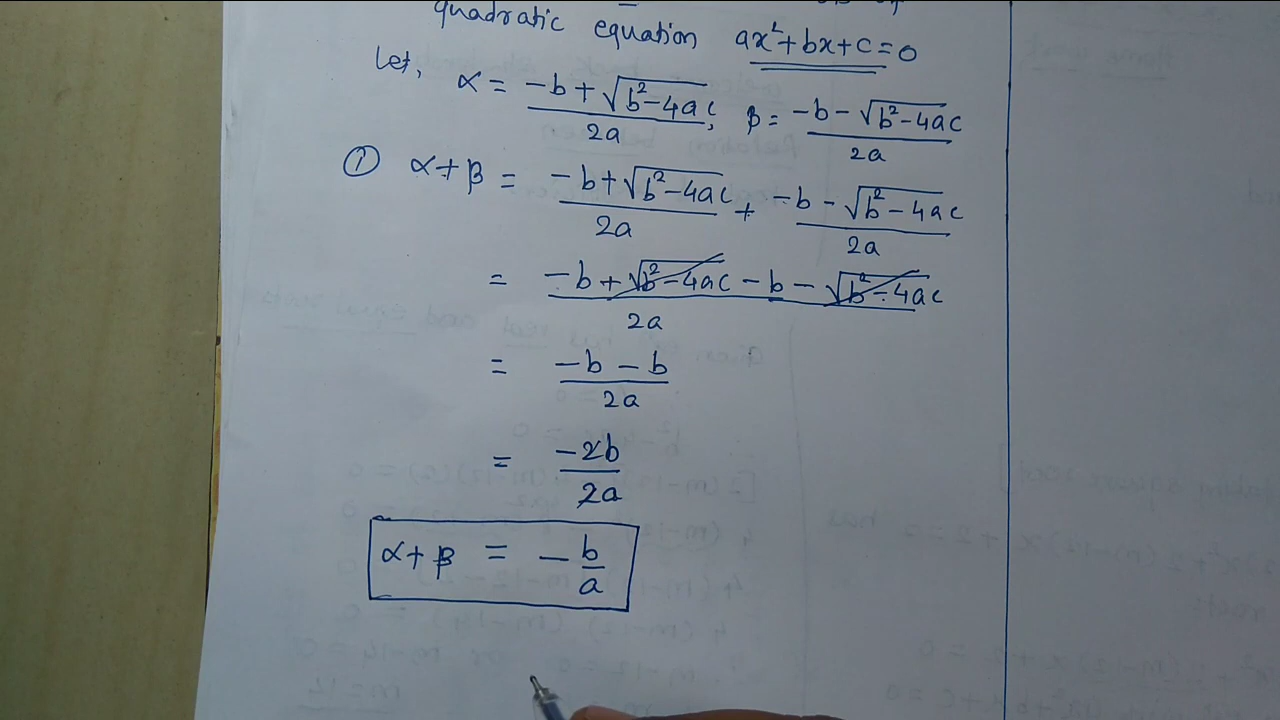 quadratic equation ax²+bx+c=0
Let, α = (-b+√(b²-4ac))/2a, β = (-b-√(b²-4ac))/2a
① α+β = (-b+√(b²-4ac))/2a + (-b-√(b²-4ac))/2a
= (-b+√(b²-4ac) -b-√(b²-4ac))/2a
= (-b-b)/2a
= -2b/2a
α+β = -b/a